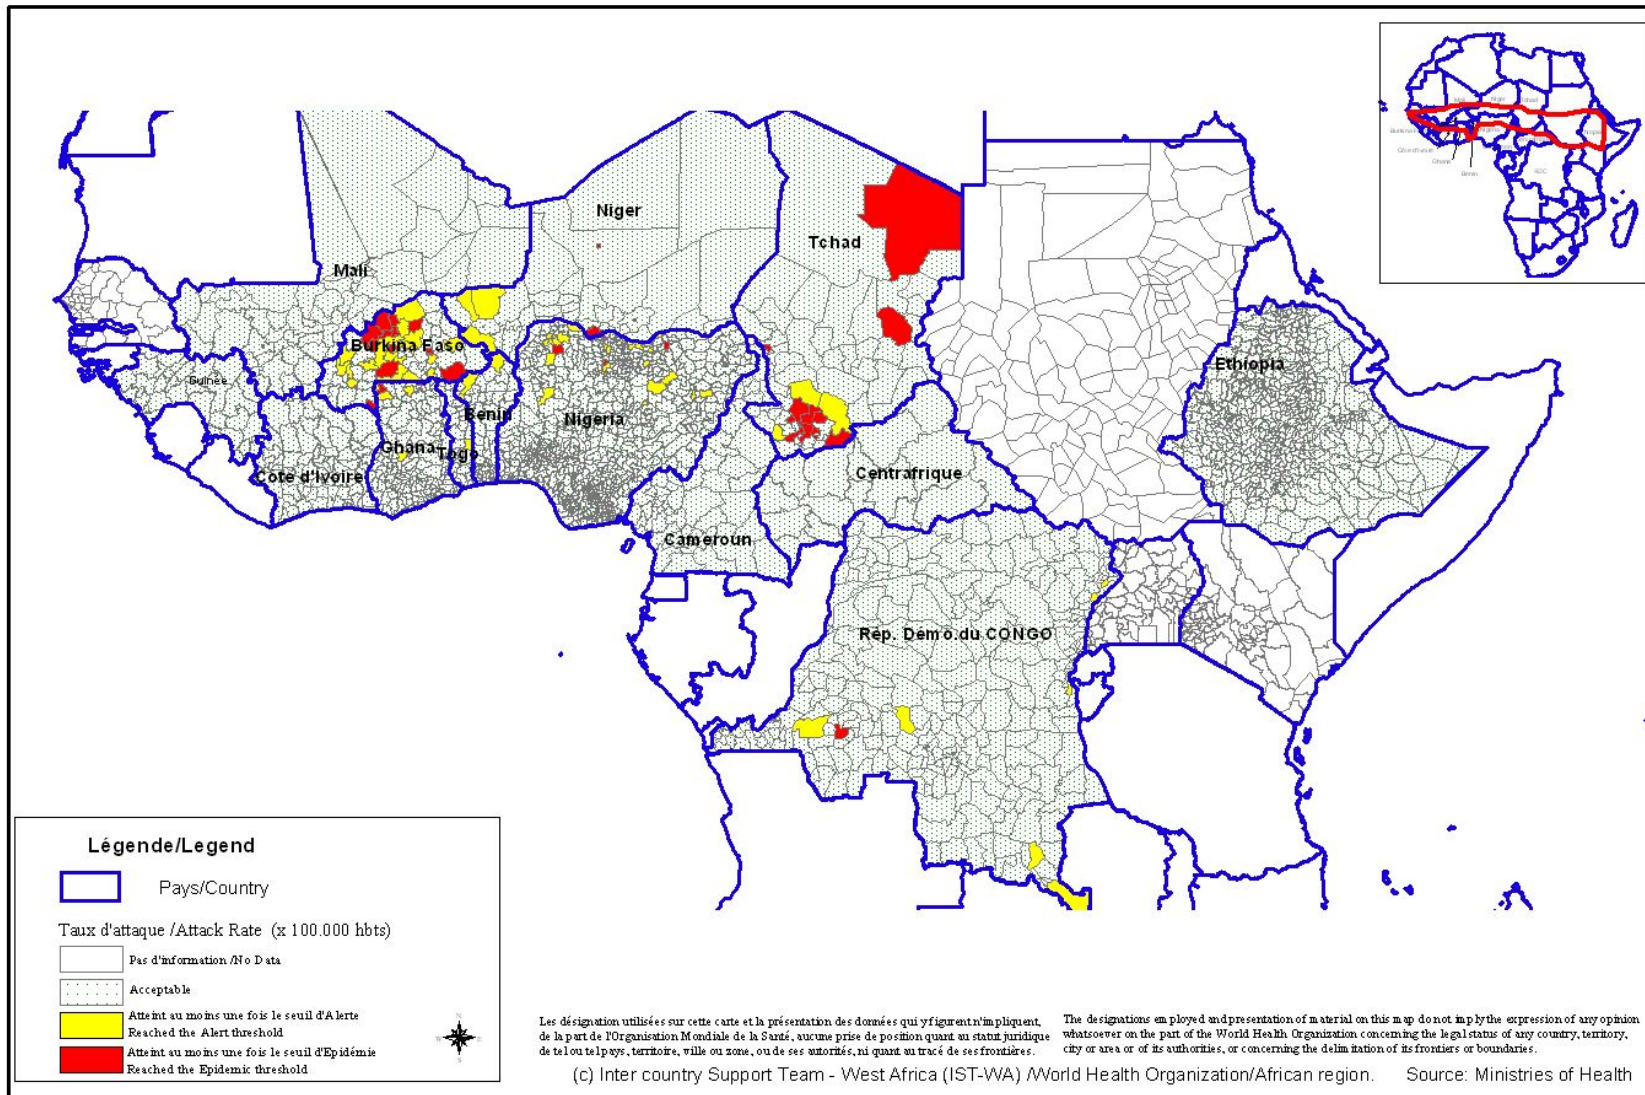 Niger
Tchad
Mali
Burkina Faso
Ethiopia
Guinée
Benin
Nigeria
Ghana
Togo
Cote d'Ivoire
Centrafrique
Cameroun
Rep. Demo.du CONGO
RDC
Légende/Legend
Pays/Country
Taux d'attaque /Attack Rate (x 100.000 hbts)
Pas d'information /No Data
Acceptable
Atteint au moins une fois le seuil d'Alerte
Reached the Alert threshold
Atteint au moins une fois le seuil d'Epidémie
Reached the Epidemic threshold
Les désignation utilisées sur cette carte et la présentation des données qui y figurent n'impliquent,
de la part de l'Organisation Mondiale de la Santé, aucune prise de position quant au statut juridique
de tel ou tel pays, territoire, ville ou zone, ou de ses autorités, ni quant au tracé de ses frontières.
The designations employed and presentation of material on this map do not imply the expression of any opinion
whatsoever on the part of the World Health Organization concerning the legal status of any country, territory,
city or area or of its authorities, or concerning the delimitation of its frontiers or boundaries.
(c) Inter country Support Team - West Africa (IST-WA) /World Health Organization/African region. Source: Ministries of Health